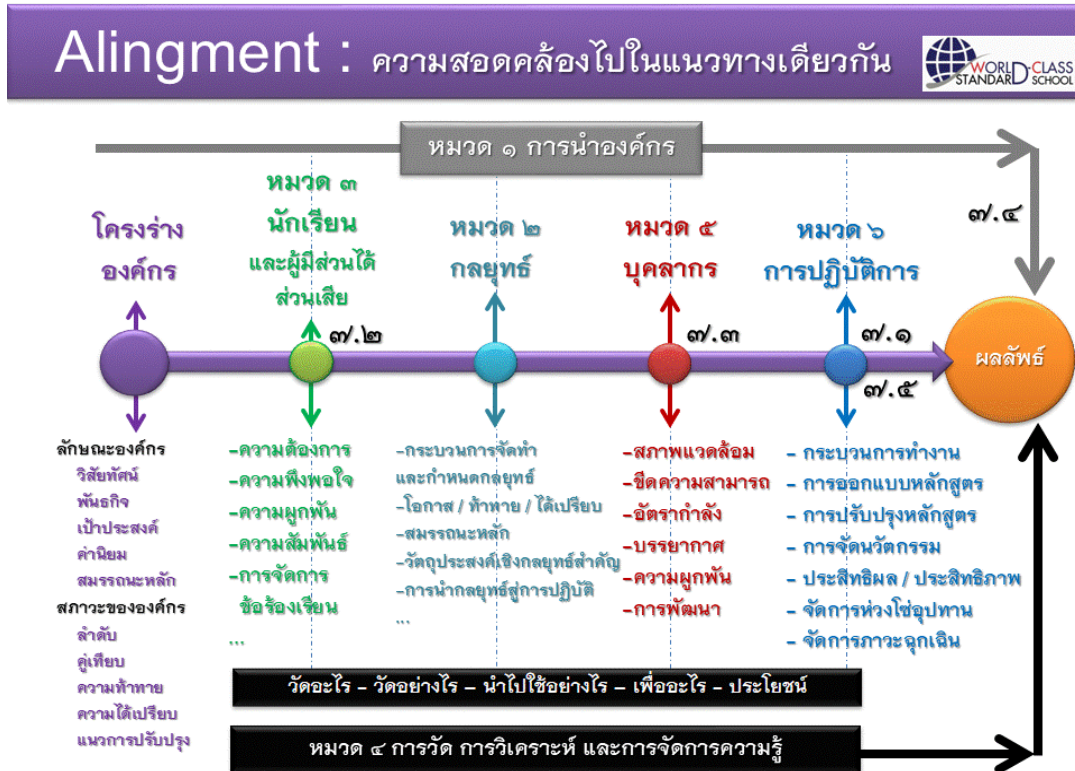 Alingment : ความสอดคล้องไปในแนวทางเดียวกัน
WORLD-CLASS
STANDARD SCHOOL
หมวด ๑ การนำองค์กร
๗.๔
โครงร่าง
องค์กร
หมวด ๓
นักเรียน
และผู้มีส่วนได้
ส่วนเสีย
หมวด ๒
กลยุทธ์
หมวด ๕
บุคลากร
หมวด ๖
การปฏิบัติการ
๗.๒
๗.๓
๗.๑
๗.๕
ผลลัพธ์
ลักษณะองค์กร
วิสัยทัศน์
พันธกิจ
เป้าประสงค์
ค่านิยม
สมรรถนะหลัก
สภาวะขององค์กร
ลำดับ
คู่เทียบ
ความท้าทาย
ความได้เปรียบ
แนวการปรับปรุง
-ความต้องการ
-ความพึงพอใจ
-ความผูกพัน
-ความสัมพันธ์
-การจัดการ
ข้อร้องเรียน
...
-กระบวนการจัดทำ
และกำหนดกลยุทธ์
-โอกาส / ท้าทาย / ได้เปรียบ
-สมรรถนะหลัก
-วัตถุประสงค์เชิงกลยุทธ์สำคัญ
-การนำกลยุทธ์สู่การปฏิบัติ
...
-สภาพแวดล้อม
-ขีดความสามารถ
-อัตรากำลัง
-บรรยากาศ
-ความผูกพัน
-การพัฒนา
- กระบวนการทำงาน
- การออกแบบหลักสูตร
- การปรับปรุงหลักสูตร
- การจัดนวัตกรรม
- ประสิทธิผล / ประสิทธิภาพ
- จัดการห่วงโซ่อุปทาน
- จัดการภาวะฉุกเฉิน
วัดอะไร - วัดอย่างไร - นำไปใช้อย่างไร - เพื่ออะไร - ประโยชน์
หมวด ๔ การวัด การวิเคราะห์ และการจัดการความรู้